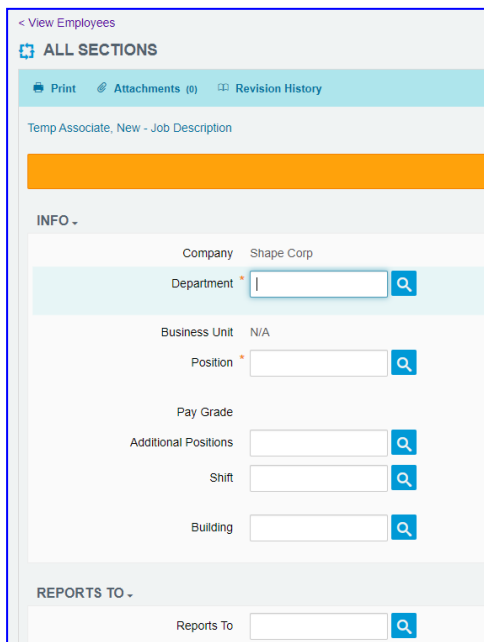 < View Employees
ALL SECTIONS
Print Attachments (0) Revision History
Temp Associate, New - Job Description
INFO
Company Shape Corp
Department *
Business Unit N/A
Position *
Pay Grade
Additional Positions
Shift
Building
REPORTS TO
Reports To